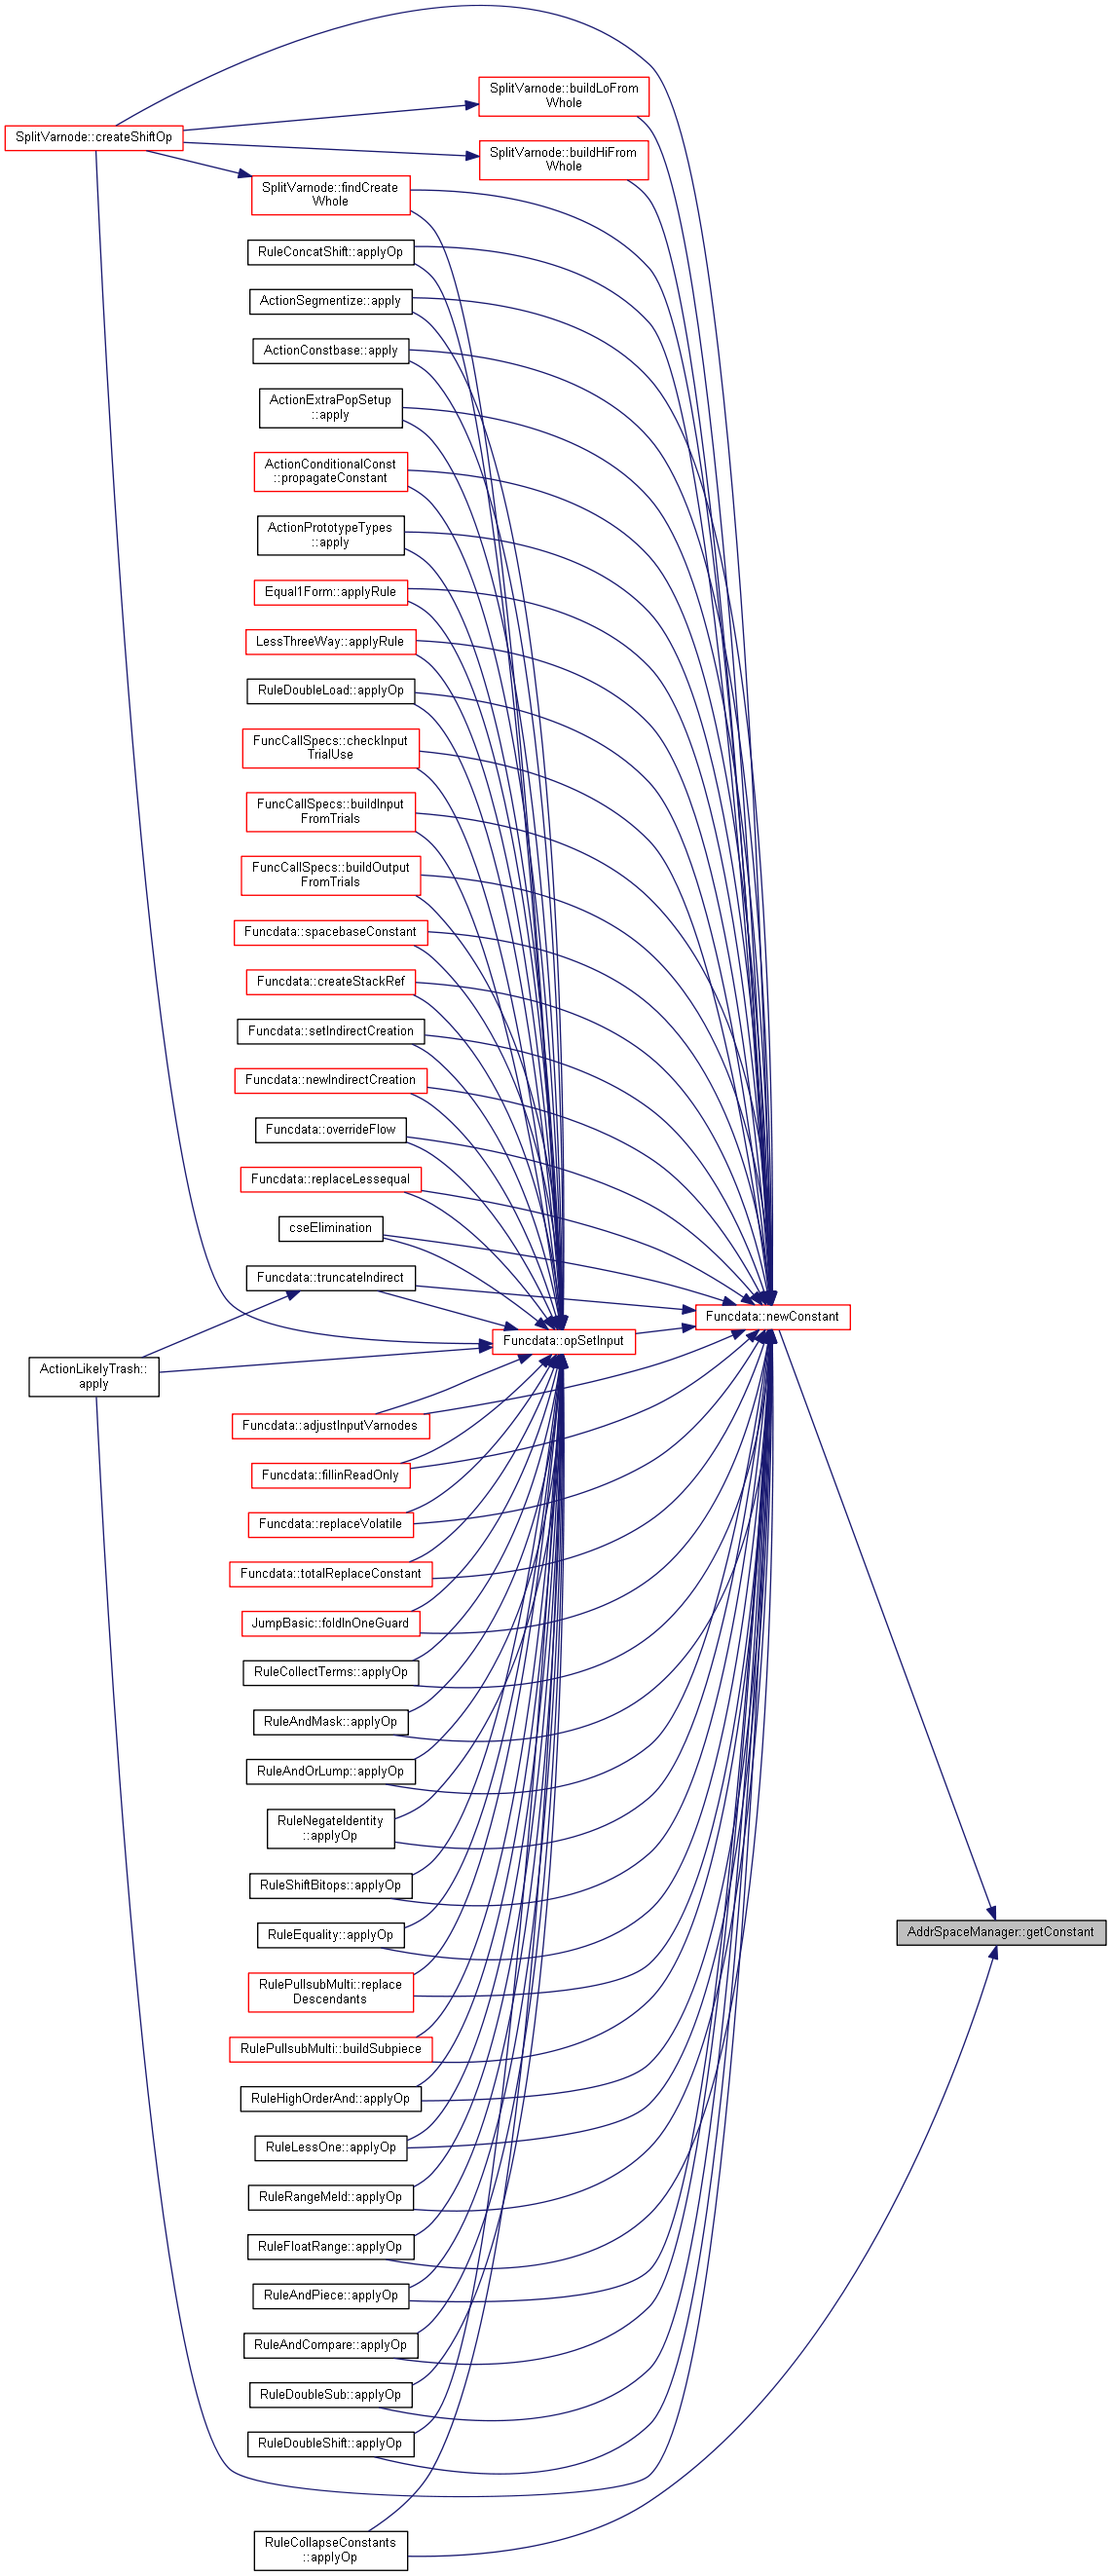 SplitVarnode::buildLoFrom
Whole
SplitVarnode::createShiftOp
SplitVarnode::buildHiFrom
Whole
SplitVarnode::findCreate
Whole
RuleConcatShift::applyOp
ActionSegmentize::apply
ActionConstbase::apply
ActionExtraPopSetup
::apply
ActionConditionalConst
::propagateConstant
ActionPrototypeTypes
::apply
Equal1Form::applyRule
LessThreeWay::applyRule
RuleDoubleLoad::applyOp
FuncCallSpecs::checkInput
TrialUse
FuncCallSpecs::buildInput
FromTrials
FuncCallSpecs::buildOutput
FromTrials
Funcdata::spacebaseConstant
Funcdata::createStackRef
Funcdata::setIndirectCreation
Funcdata::newIndirectCreation
Funcdata::overrideFlow
Funcdata::replaceLessequal
cseElimination
Funcdata::truncateIndirect
Funcdata::newConstant
Funcdata::opSetInput
ActionLikelyTrash::
apply
Funcdata::adjustInputVarnodes
Funcdata::fillinReadOnly
Funcdata::replaceVolatile
Funcdata::totalReplaceConstant
JumpBasic::foldInOneGuard
RuleCollectTerms::applyOp
RuleAndMask::applyOp
RuleAndOrLump::applyOp
RuleNegateIdentity
::applyOp
RuleShiftBitops::applyOp
AddrSpaceManager::getConstant
RuleEquality::applyOp
RulePullsubMulti::replace
Descendants
RulePullsubMulti::buildSubpiece
RuleHighOrderAnd::applyOp
RuleLessOne::applyOp
RuleRangeMeld::applyOp
RuleFloatRange::applyOp
RuleAndPiece::applyOp
RuleAndCompare::applyOp
RuleDoubleSub::applyOp
RuleDoubleShift::applyOp
RuleCollapseConstants
::applyOp